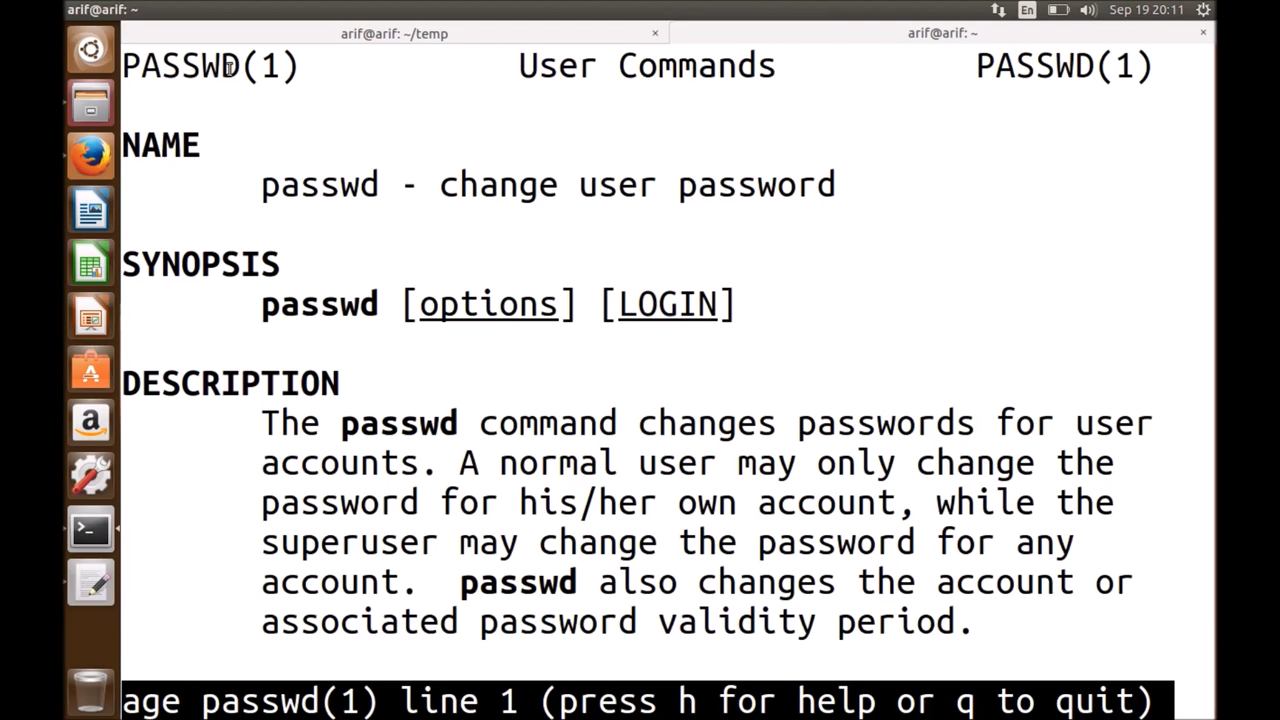 arif@arif: ~
En
Sep 19 20:11
arif@arif: ~/temp ×
arif@arif: ~ ×
PASSWD(1) User Commands PASSWD(1)
NAME
passwd - change user password
SYNOPSIS
passwd [options] [LOGIN]
DESCRIPTION
The passwd command changes passwords for user
accounts. A normal user may only change the
password for his/her own account, while the
superuser may change the password for any
account. passwd also changes the account or
associated password validity period.
age passwd(1) line 1 (press h for help or q to quit)